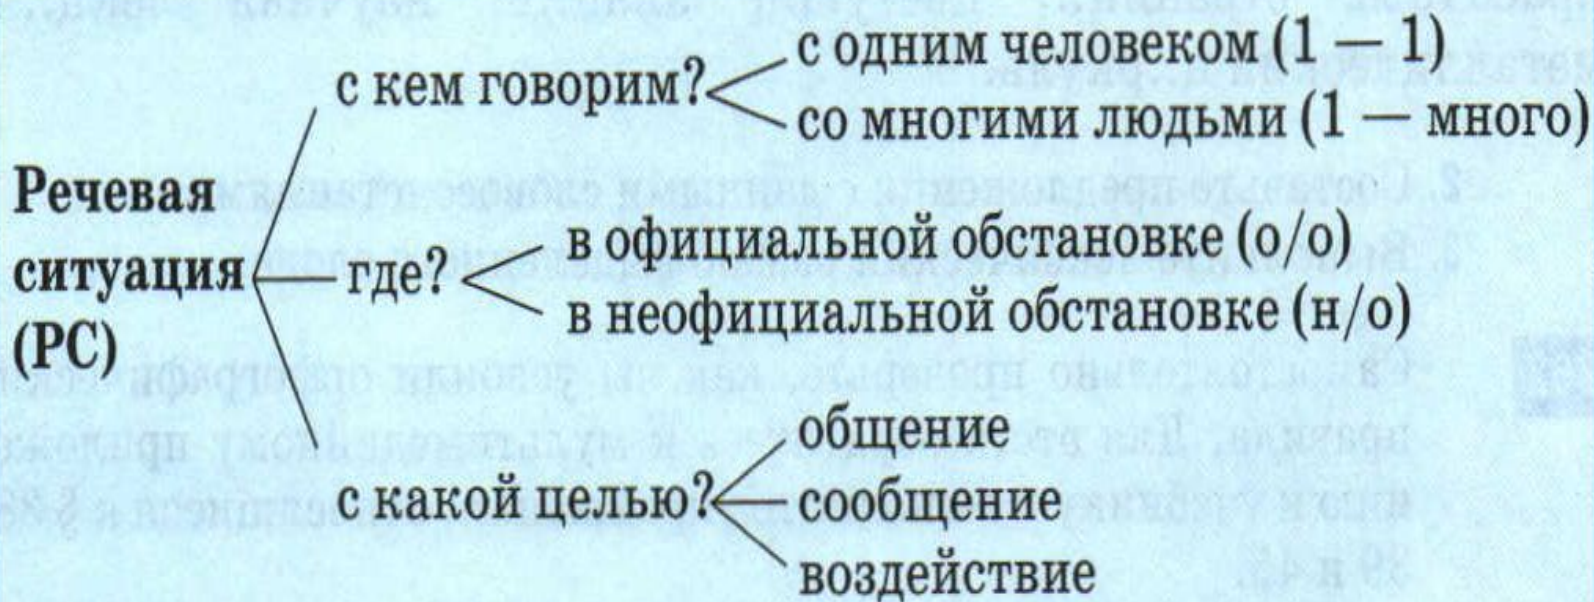 с кем говорим?
с одним человеком (1 — 1)
со многими людьми (1 — много)
Речевая
ситуация
(РС)
где?
в официальной обстановке (о/о)
в неофициальной обстановке (н/о)
с какой целью?
общение
сообщение
воздействие